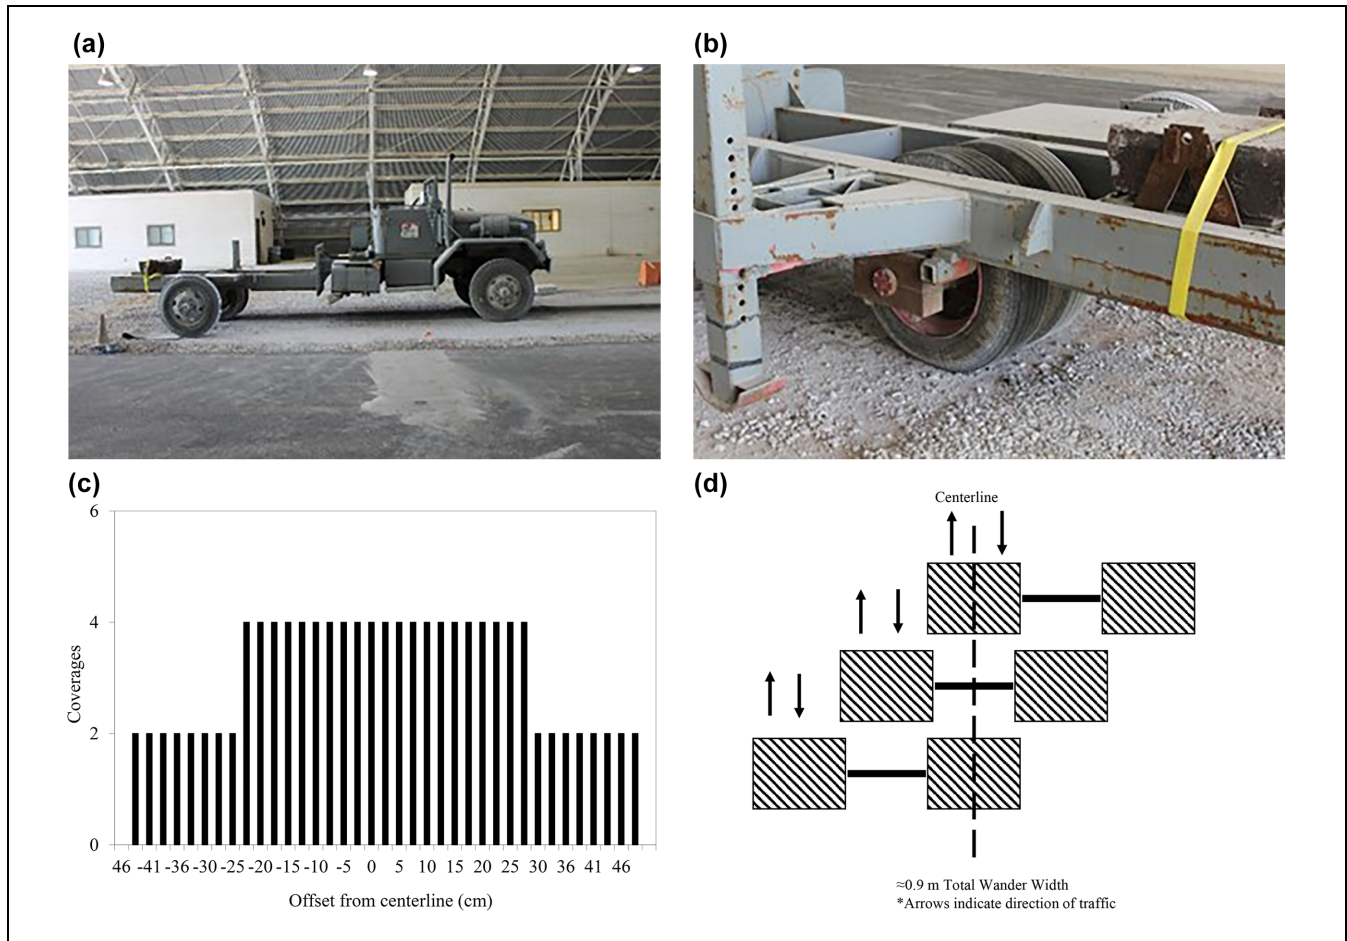 (a)
(b)
(c)
6
4
2
0
Coverages
46 -41 -36 -30 -25 -20 -15 -10 -5 0 5 10 15 20 25 30 36 41 46
Offset from centerline (cm)
(d)
Centerline
≈0.9 m Total Wander Width
*Arrows indicate direction of traffic